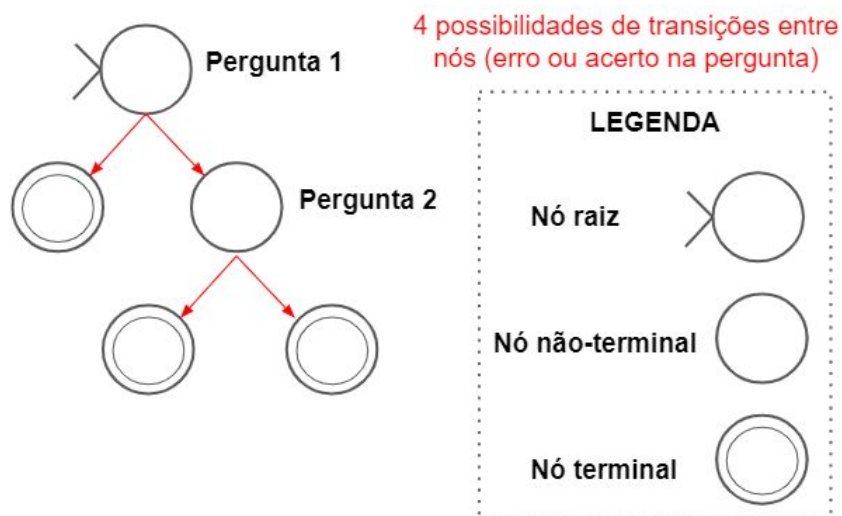 4 possibilidades de transições entre
nós (erro ou acerto na pergunta)
Pergunta 1
Pergunta 2
LEGENDA
Nó raiz
Nó não-terminal
Nó terminal